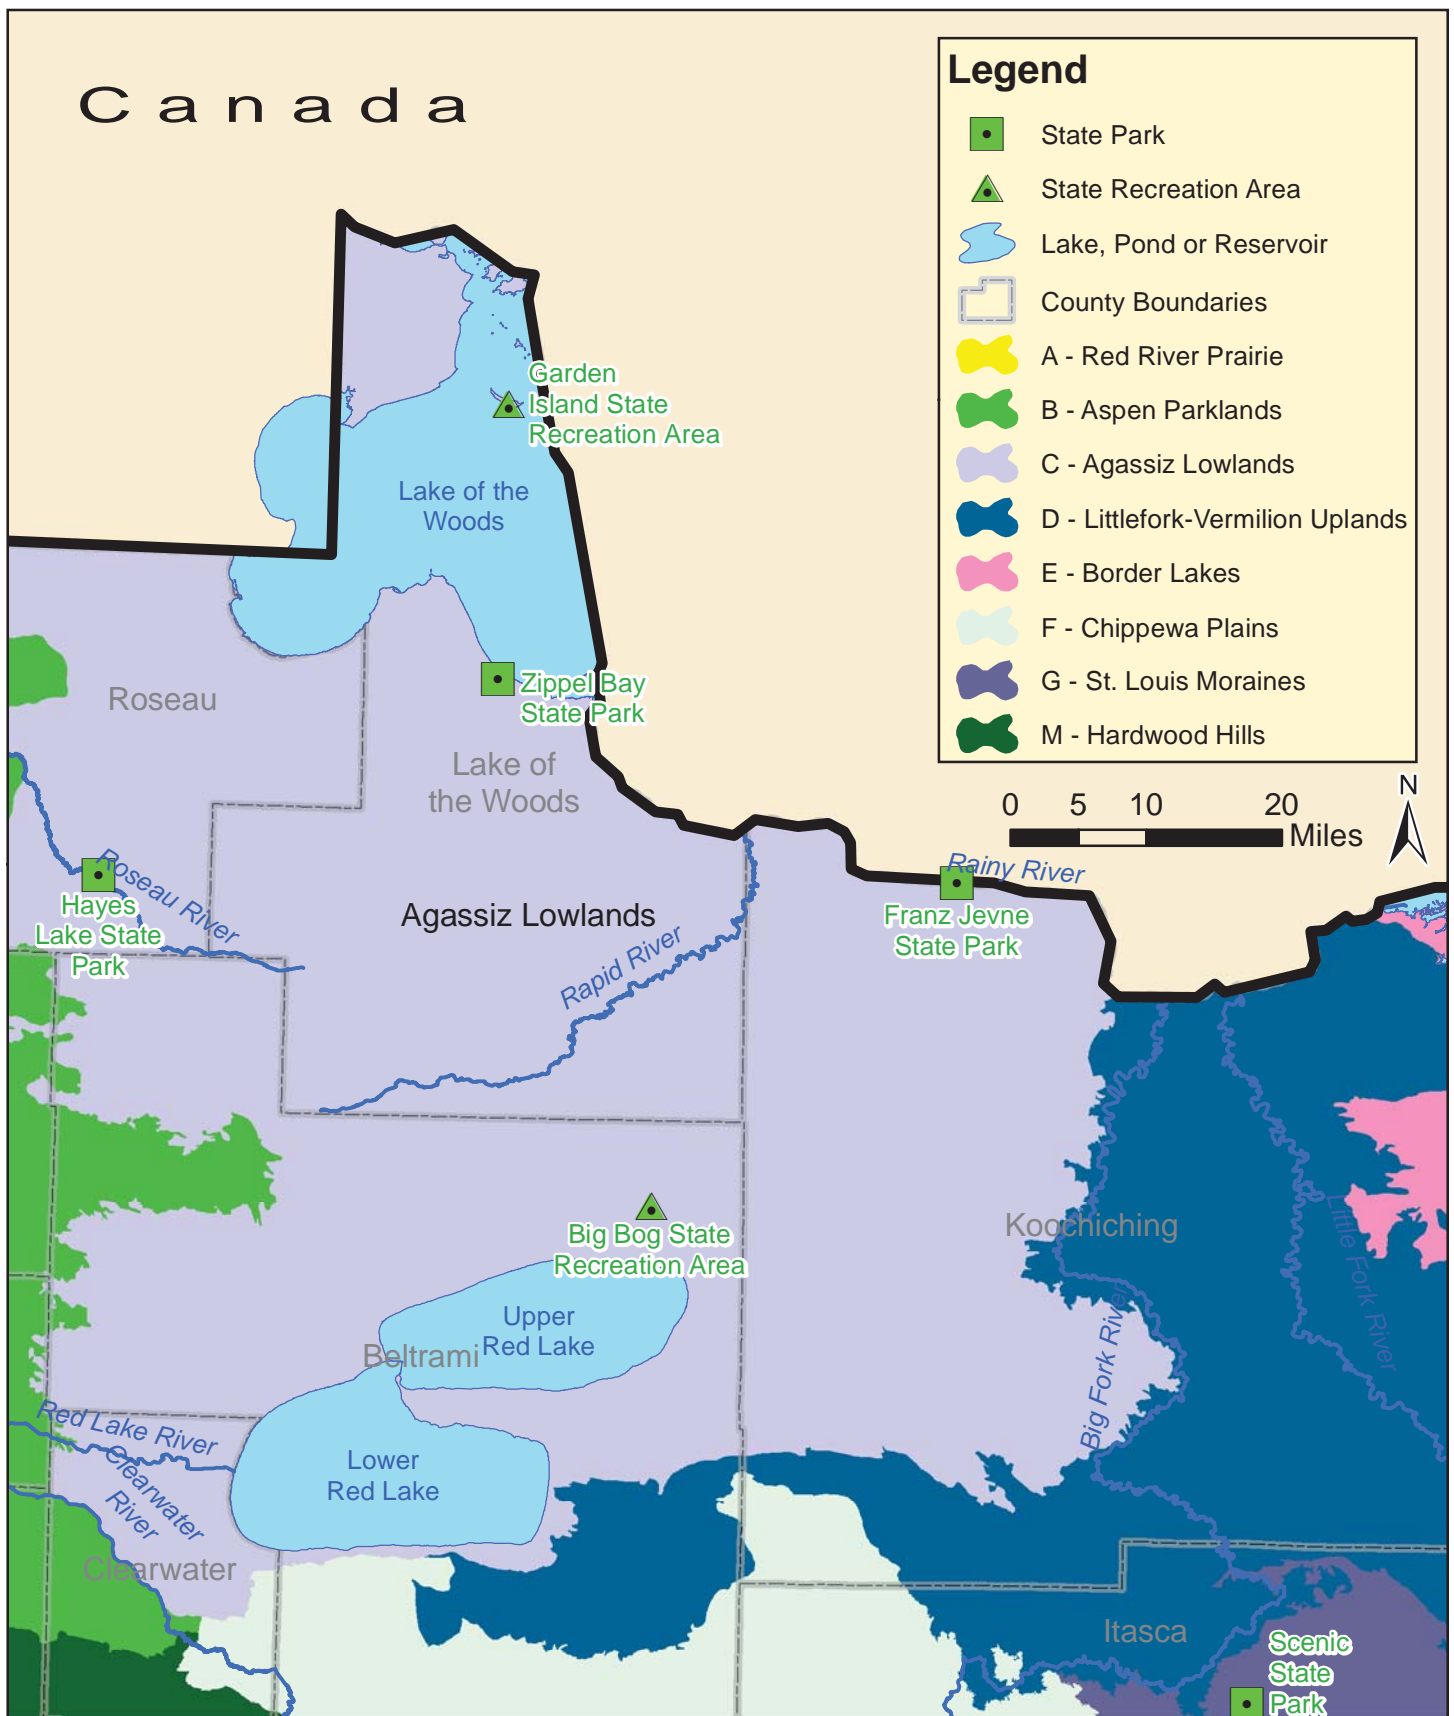 Canada
Legend
State Park
State Recreation Area
Lake, Pond or Reservoir
County Boundaries
A - Red River Prairie
B - Aspen Parklands
C - Agassiz Lowlands
D - Littlefork-Vermilion Uplands
E - Border Lakes
F - Chippewa Plains
G - St. Louis Moraines
M - Hardwood Hills
N
0 5 10 20
Miles
Garden
Island State
Recreation Area
Lake of the
Woods
Roseau
Zippel Bay
State Park
Lake of
the Woods
Roseau River
Hayes
Lake State
Park
Agassiz Lowlands
Rapid River
Rainy River
Franz Jevne
State Park
Big Bog State
Recreation Area
Koochiching
Upper
Red Lake
Beltrami
Big Fork River
Little Fork River
Red Lake River
Clearwater
River
Lower
Red Lake
Clearwater
Itasca
Scenic
State
Park